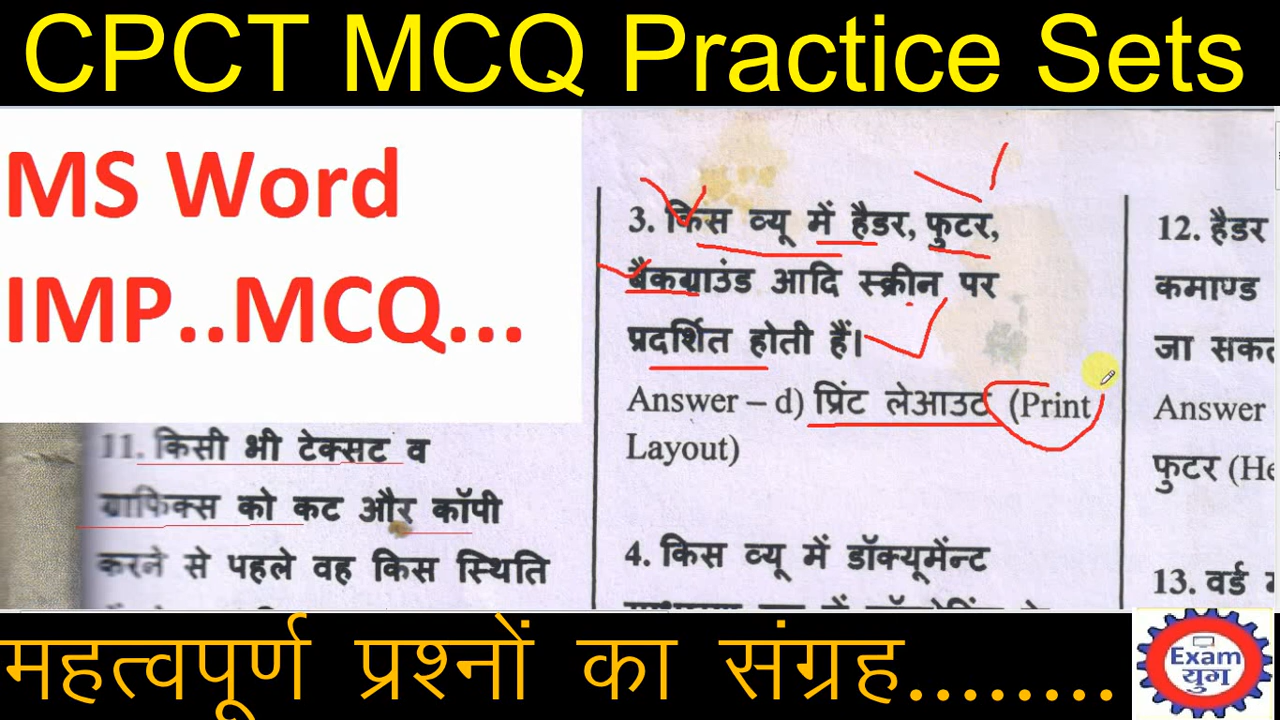 CPCT MCQ Practice Sets
MS Word
IMP..MCQ...
11. किसी भी टेक्सट व
ग्राफिक्स को कट और कॉपी
करने से पहले वह किस स्थिति
3. किस व्यू में हैडर, फुटर,
बैकग्राउंड आदि स्क्रीन पर
प्रदर्शित होती हैं।
Answer – d) प्रिंट लेआउट (Print
Layout)
4. किस व्यू में डॉक्यूमेंन्ट
12. हैडर
कमाण्ड
जा सकत
Answer
फुटर (He
13. वर्ड
महत्वपूर्ण प्रश्नों का संग्रह........
Exam
युग